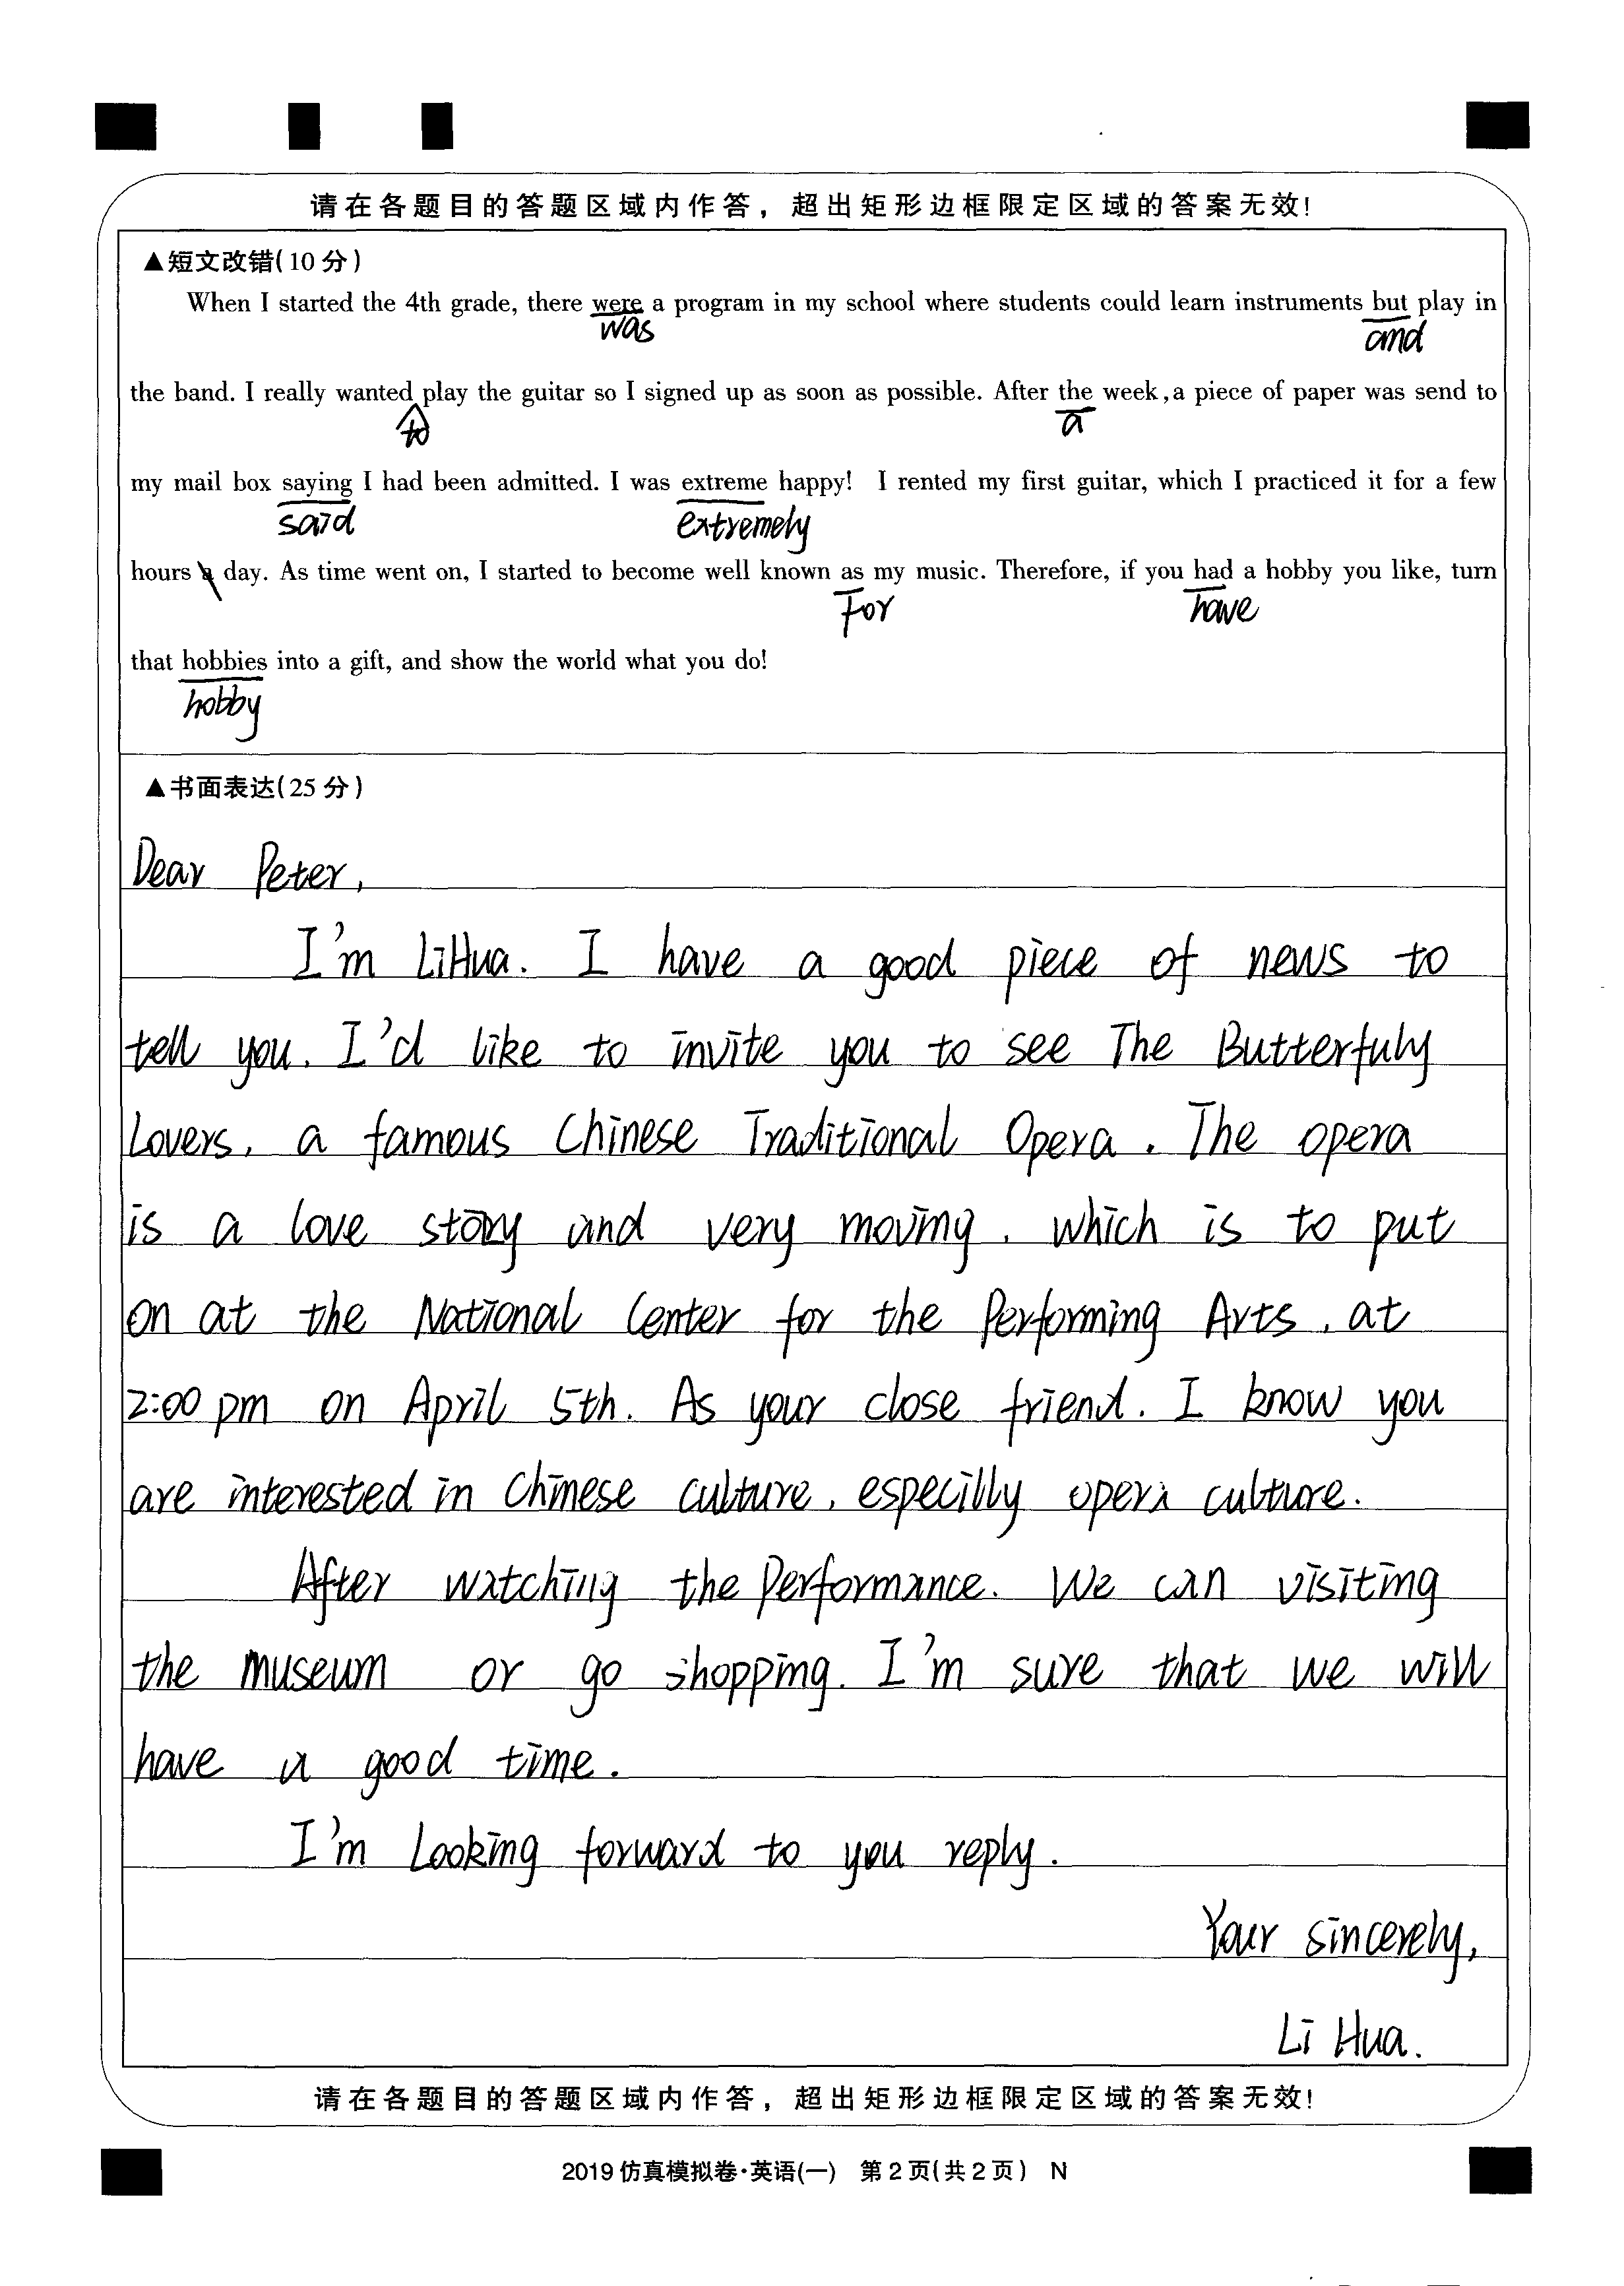 请在各题目的答题区域内作答，超出矩形边框限定区域的答案无效!
▲短文改错(10分)
When I started the 4th grade, there were a program in my school where students could learn instruments but play in
was and
the band. I really wanted play the guitar so I signed up as soon as possible. After the week,a piece of paper was send to
to a
my mail box saying I had been admitted. I was extreme happy! I rented my first guitar, which I practiced it for a few
said extremely
hours a day. As time went on, I started to become well known as my music. Therefore, if you had a hobby you like, turn
For have
that hobbies into a gift, and show the world what you do!
hobby
▲书面表达(25分)
Dear Peter,
I'm LiHua. I have a good piece of news to
tell you. I'd like to invite you to see The Butterfuly
Lovers, a famous Chinese Traditional Opera. The opera
is a love story and very moving, which is to put
on at the National Center for the Performing Arts, at
2:00 pm on April 5th. As your close friend. I know you
are interested in Chinese culture, especilly opera culture.
After watching the performance. We can visiting
the museum or go shopping. I'm sure that we will
have a good time.
I'm Looking forward to you reply.
Your sincerely,
Li Hua.
请在各题目的答题区域内作答，超出矩形边框限定区域的答案无效!
2019仿真模拟卷·英语(一) 第2页(共2页) N